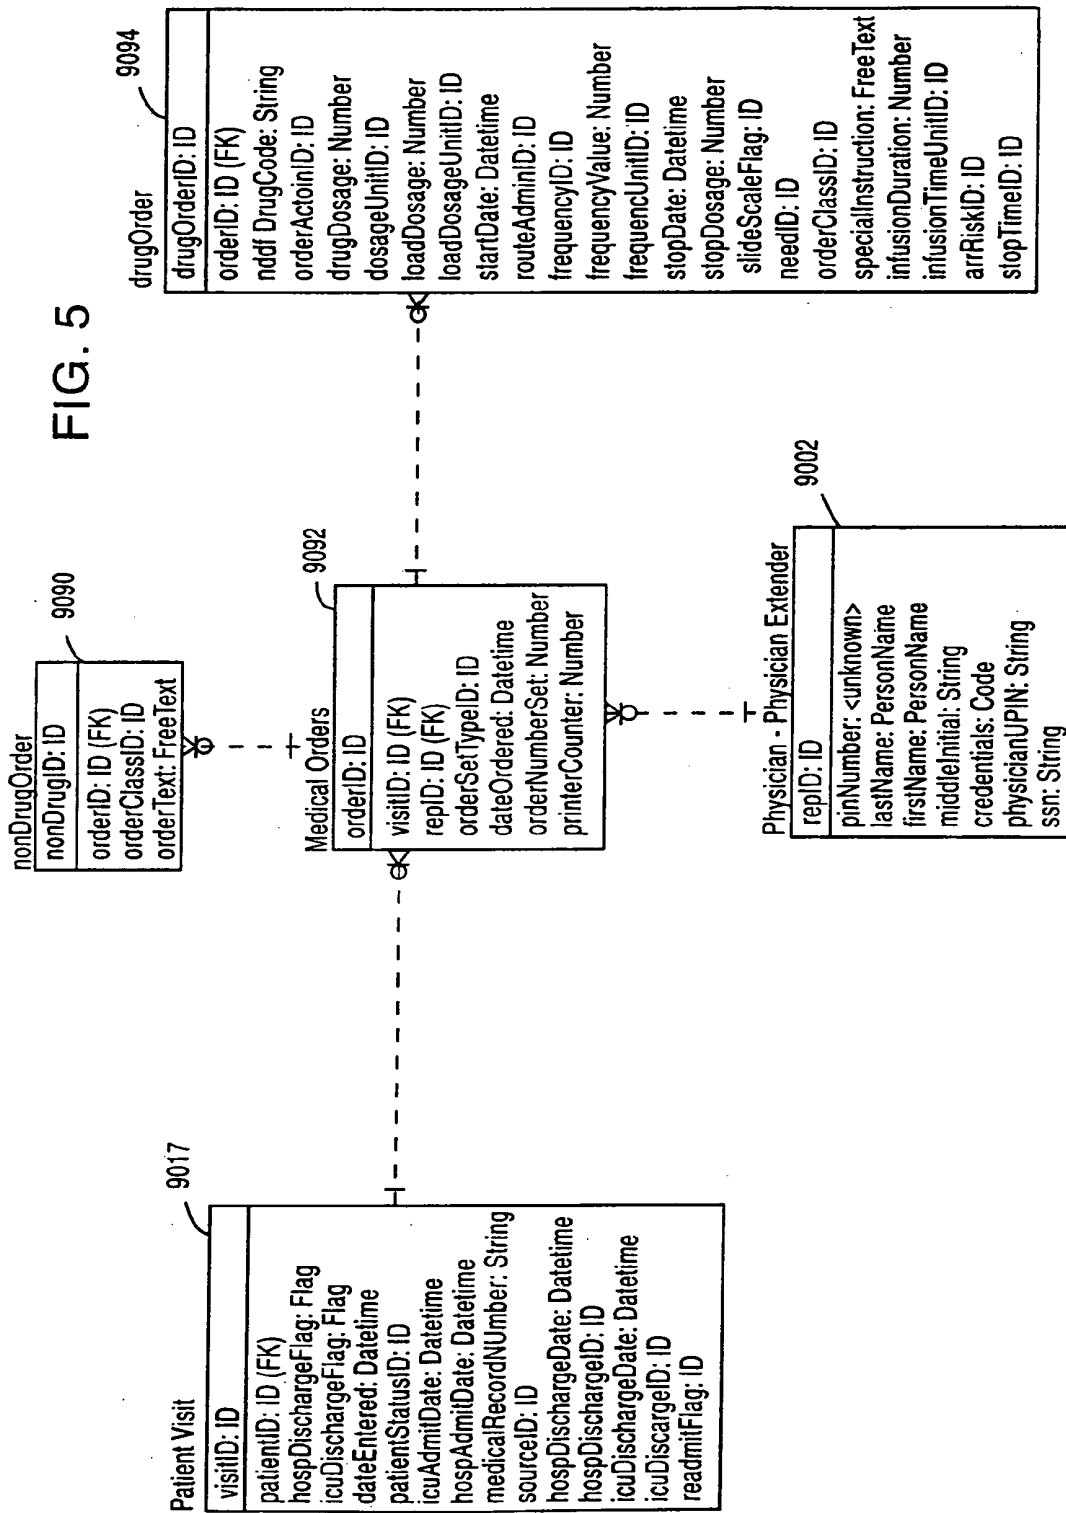 FIG. 5
Patient Visit
9017
visitID: ID
patientID: ID (FK)
hospDischargeFlag: Flag
icuDischargeFlag: Flag
dateEntered: Datetime
patientStatusID: ID
icuAdmitDate: Datetime
hospAdmitDate: Datetime
medicalRecordNUmber: String
sourceID: ID
hospDischargeDate: Datetime
hospDischargeID: ID
icuDischargeDate: Datetime
icuDiscargeID: ID
readmitFlag: ID
nonDrugOrder
9090
nonDrugID: ID
orderID: ID (FK)
orderClassID: ID
orderText: FreeText
Medical Orders
9092
orderID: ID
visitID: ID (FK)
repID: ID (FK)
orderSetTypeID: ID
dateOrdered: Datetime
orderNumberSet: Number
printerCounter: Number
Physician - Physician Extender
9002
repID: ID
pinNumber: <unknown>
lastName: PersonName
firstName: PersonName
middleInitial: String
credentials: Code
physicianUPIN: String
ssn: String
drugOrder
9094
drugOrderID: ID
orderID: ID (FK)
nddf DrugCode: String
orderActoinID: ID
drugDosage: Number
dosageUnitID: ID
loadDosage: Number
loadDosageUnitID: ID
startDate: Datetime
routeAdminID: ID
frequencyID: ID
frequencyValue: Number
frequencUnitID: ID
stopDate: Datetime
stopDosage: Number
slideScaleFlag: ID
needID: ID
orderClassID: ID
specialInstruction: FreeText
infusionDuration: Number
infusionTimeUnitID: ID
arrRiskID: ID
stopTimeID: ID